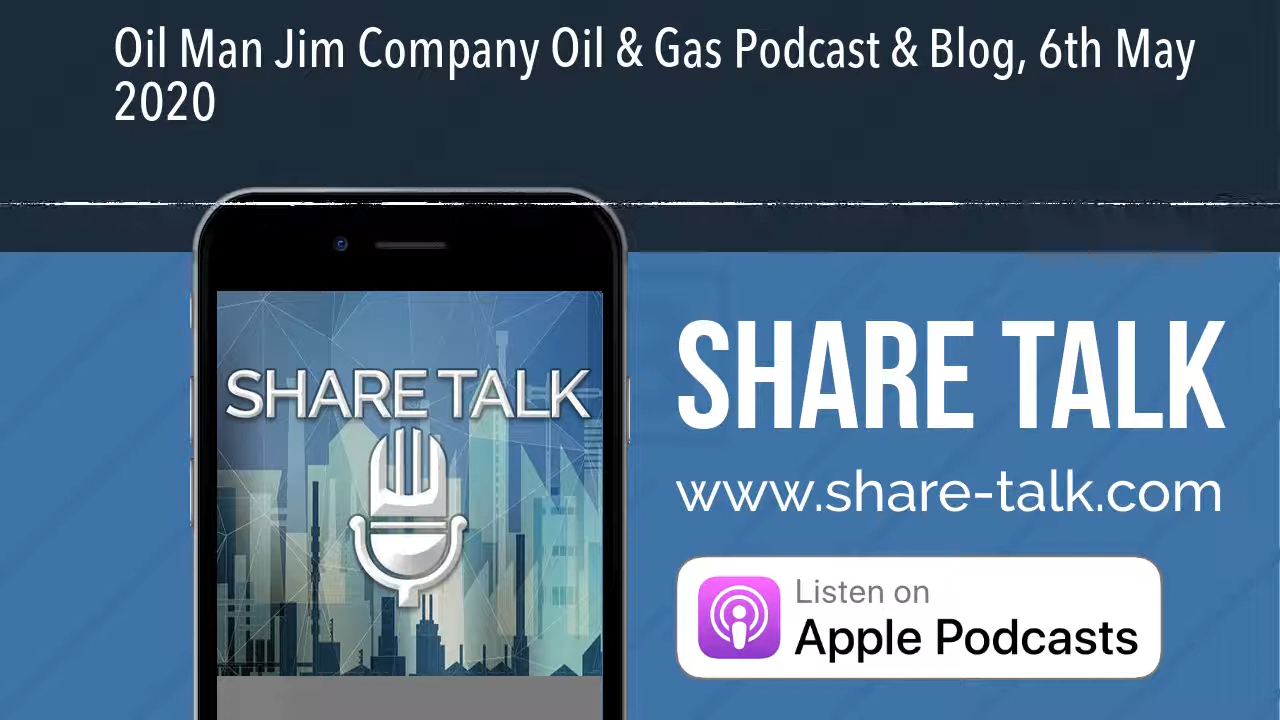 Oil Man Jim Company Oil & Gas Podcast & Blog, 6th May
2020
SHARE TALK
SHARE TALK
www.share-talk.com
Listen on
Apple Podcasts